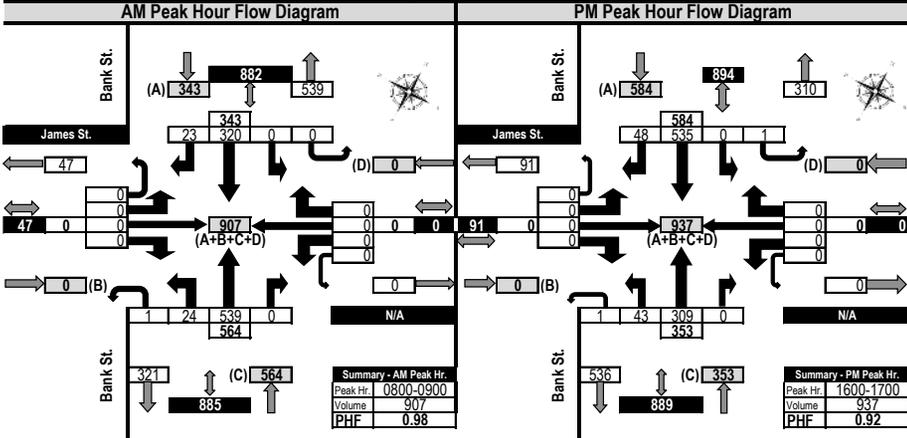 AM Peak Hour Flow Diagram
Bank St.
(A) 343 882 539
343
23 320 0 0
James St.
47
(D) 0
0
0
0
0
47 0
907
(A+B+C+D)
0
0
0
0
0 0
0 (B)
0
1 24 539 0
564
N/A
Bank St.
321 (C) 564
885
Summary - AM Peak Hr.
Peak Hr. 0800-0900
Volume 907
PHF 0.98
PM Peak Hour Flow Diagram
Bank St.
(A) 584 894 310
584
48 535 0 1
James St.
91
(D) 0
0
0
0
0
91 0
937
(A+B+C+D)
0
0
0
0
0 0
0 (B)
0
1 43 309 0
353
N/A
Bank St.
536 (C) 353
889
Summary - PM Peak Hr.
Peak Hr. 1600-1700
Volume 937
PHF 0.92